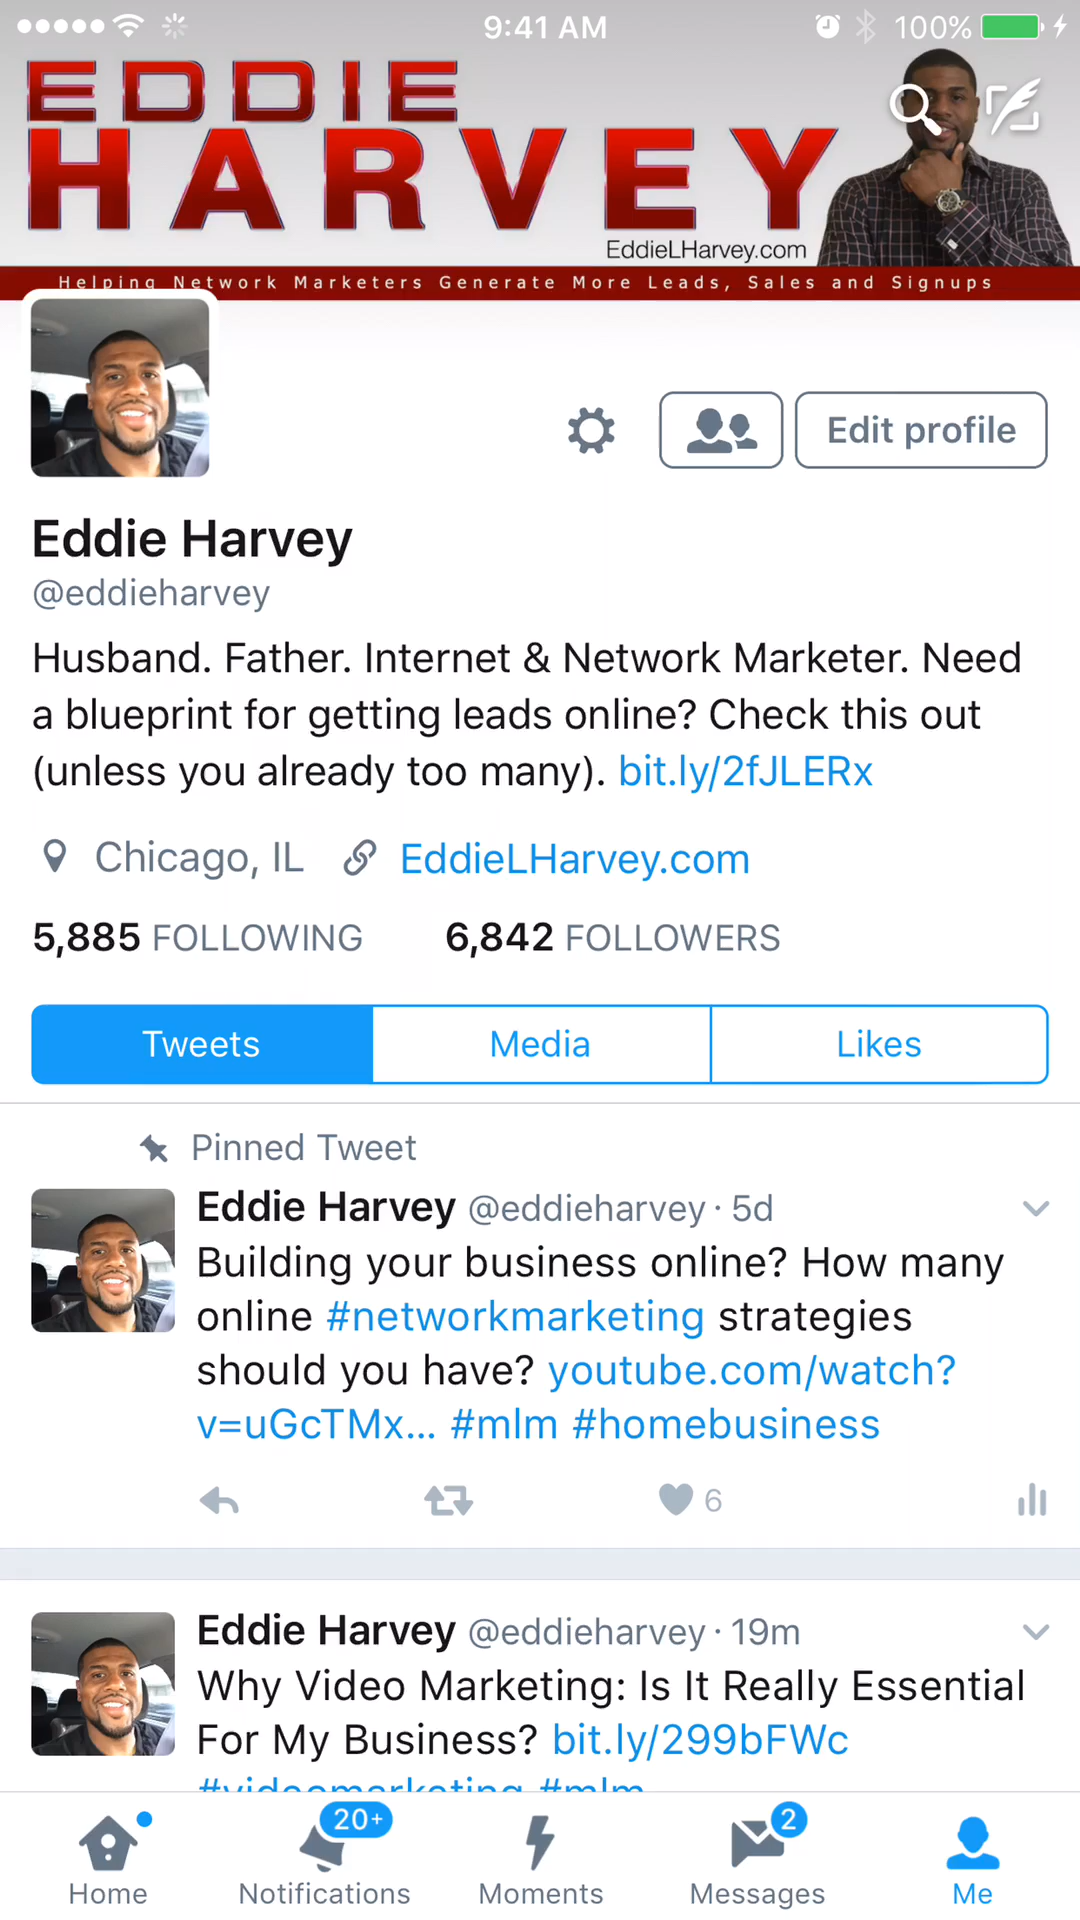 9:41 AM
100%
EDDIE
HARVEY
EddieLHarvey.com
Helping Network Marketers Generate More Leads, Sales and Signups
Edit profile
Eddie Harvey
@eddieharvey
Husband. Father. Internet & Network Marketer. Need
a blueprint for getting leads online? Check this out
(unless you already too many). bit.ly/2fJLERx
Chicago, IL EddieLHarvey.com
5,885 FOLLOWING 6,842 FOLLOWERS
Tweets Media Likes
Pinned Tweet
Eddie Harvey @eddieharvey · 5d
Building your business online? How many
online #networkmarketing strategies
should you have? youtube.com/watch?
v=uGcTMx... #mlm #homebusiness
6
Eddie Harvey @eddieharvey · 19m
Why Video Marketing: Is It Really Essential
For My Business? bit.ly/299bFWc
#videomarketing #mlm
20+
2
Home Notifications Moments Messages Me